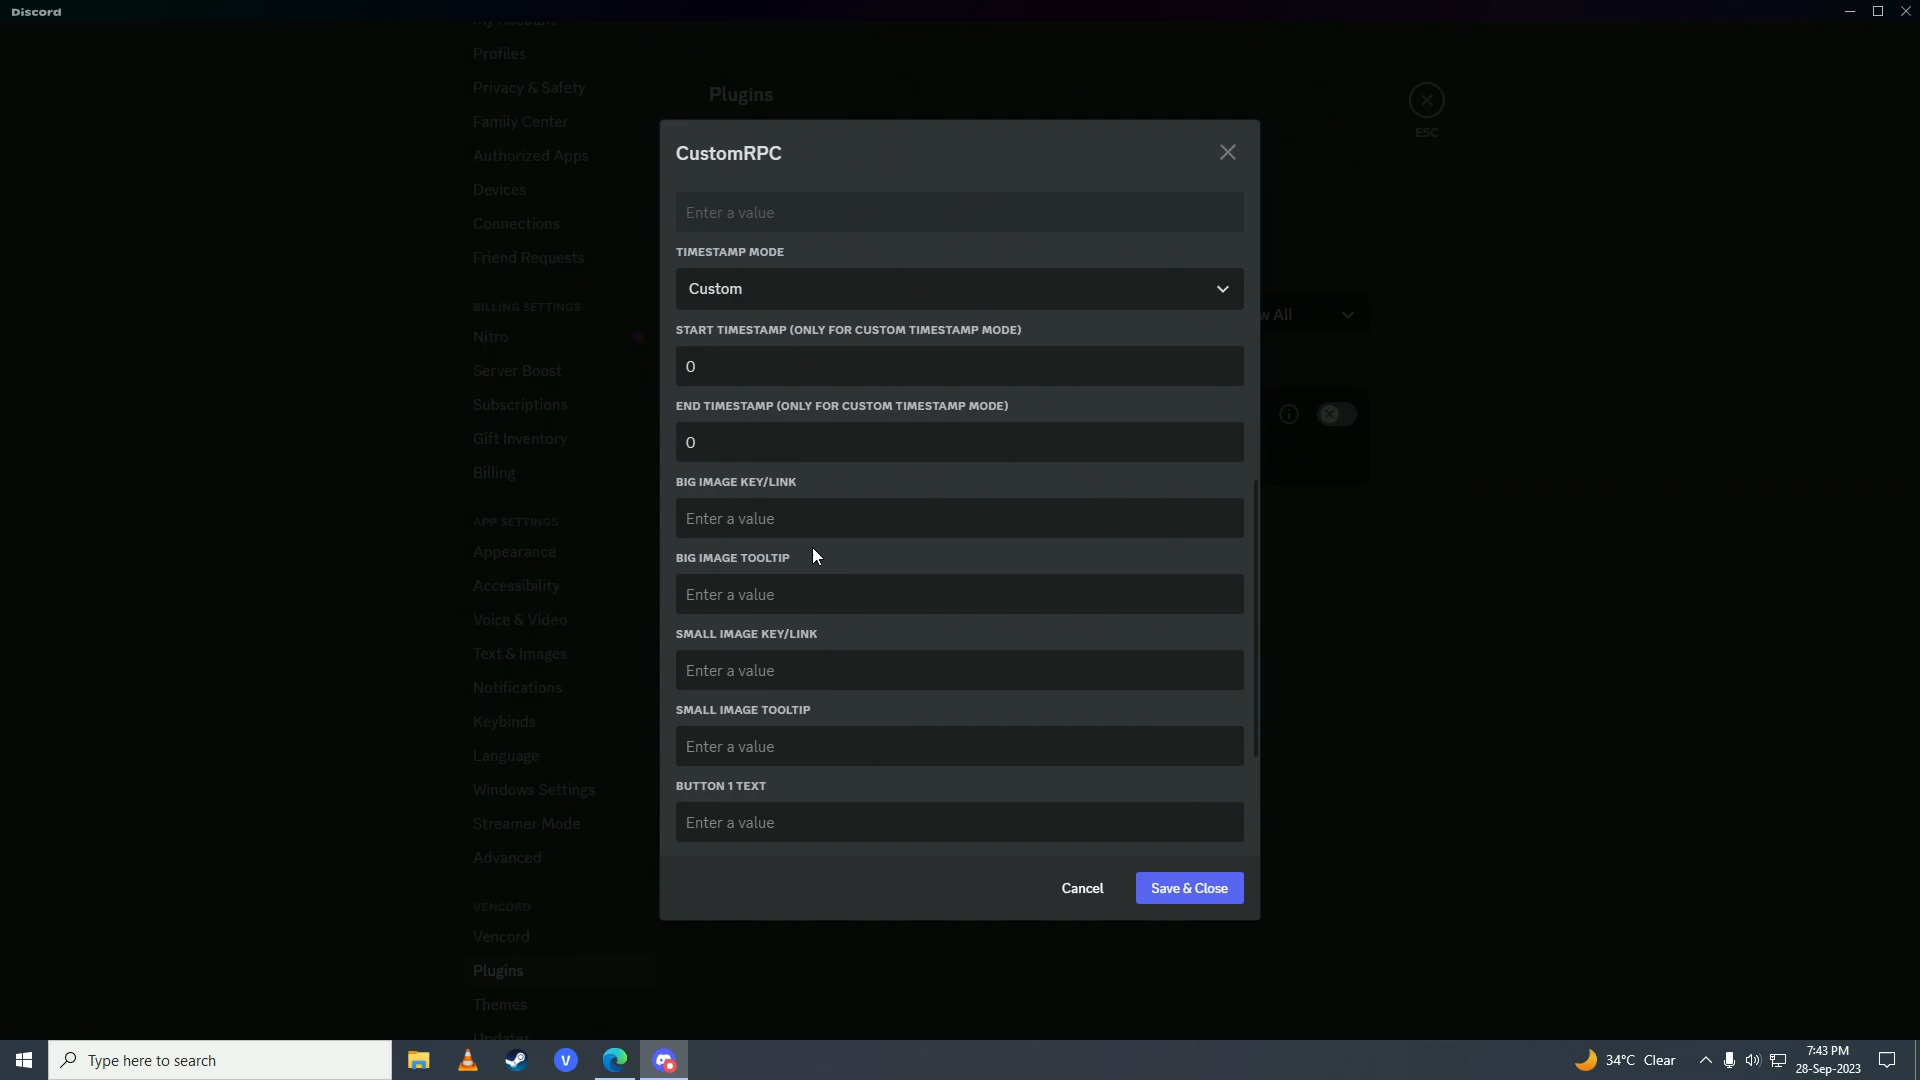 Discord
My Account
Profiles
Privacy & Safety
Family Center
Authorized Apps
Devices
Connections
Friend Requests
BILLING SETTINGS
Nitro
Server Boost
Subscriptions
Gift Inventory
Billing
APP SETTINGS
Appearance
Accessibility
Voice & Video
Text & Images
Notifications
Keybinds
Language
Windows Settings
Streamer Mode
Advanced
VENCORD
Vencord
Plugins
Themes
Updater
Plugins
ESC
w All
CustomRPC
Enter a value
TIMESTAMP MODE
Custom
START TIMESTAMP (ONLY FOR CUSTOM TIMESTAMP MODE)
0
END TIMESTAMP (ONLY FOR CUSTOM TIMESTAMP MODE)
0
BIG IMAGE KEY/LINK
Enter a value
BIG IMAGE TOOLTIP
Enter a value
SMALL IMAGE KEY/LINK
Enter a value
SMALL IMAGE TOOLTIP
Enter a value
BUTTON 1 TEXT
Enter a value
Cancel
Save & Close
Type here to search
V
34°C Clear
7:43 PM
28-Sep-2023